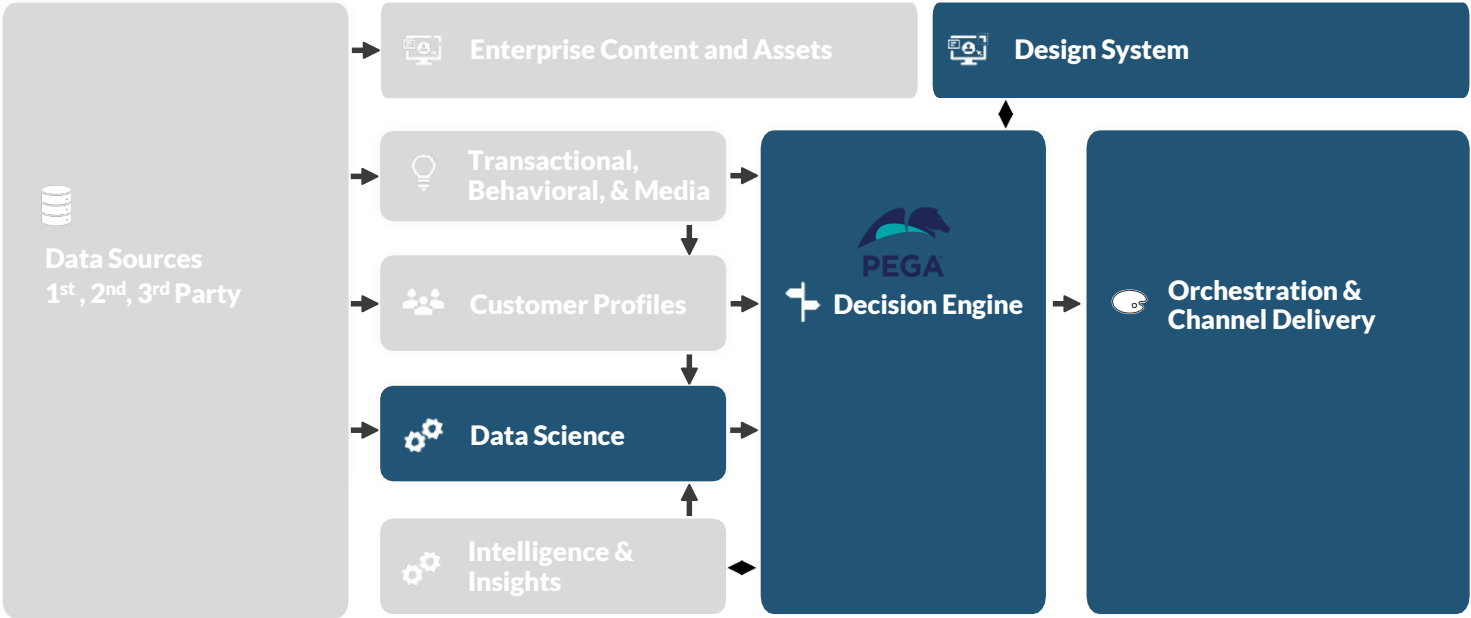 Enterprise Content and Assets
Design System
Transactional,
Behavioral, & Media
Data Sources
1st , 2nd, 3rd Party
PEGA
Customer Profiles
Decision Engine
Orchestration &
Channel Delivery
Data Science
Intelligence &
Insights